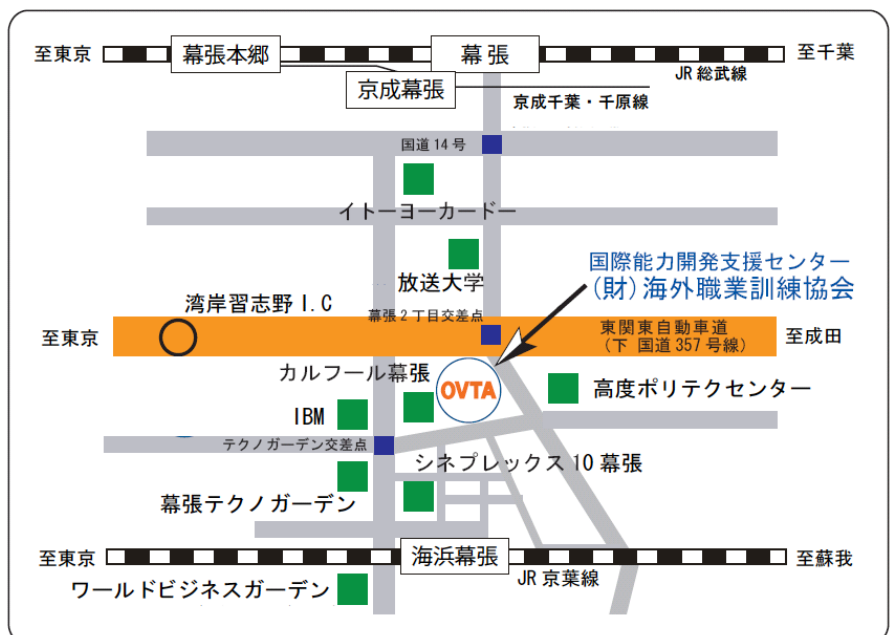 至東京
幕張本郷
幕 張
至千葉
JR 総武線
京成幕張
京成千葉・千原線
国道 14 号
イトーヨーカードー
放送大学
国際能力開発支援センター
(財)海外職業訓練協会
湾岸習志野 I.C
幕張 2 丁目交差点
至東京
東関東自動車道
(下 国道 357 号線)
至成田
カルフール幕張
OVTA
高度ポリテクセンター
IBM
テクノガーデン交差点
シネプレックス 10 幕張
幕張テクノガーデン
至東京
海浜幕張
至蘇我
JR 京葉線
ワールドビジネスガーデン